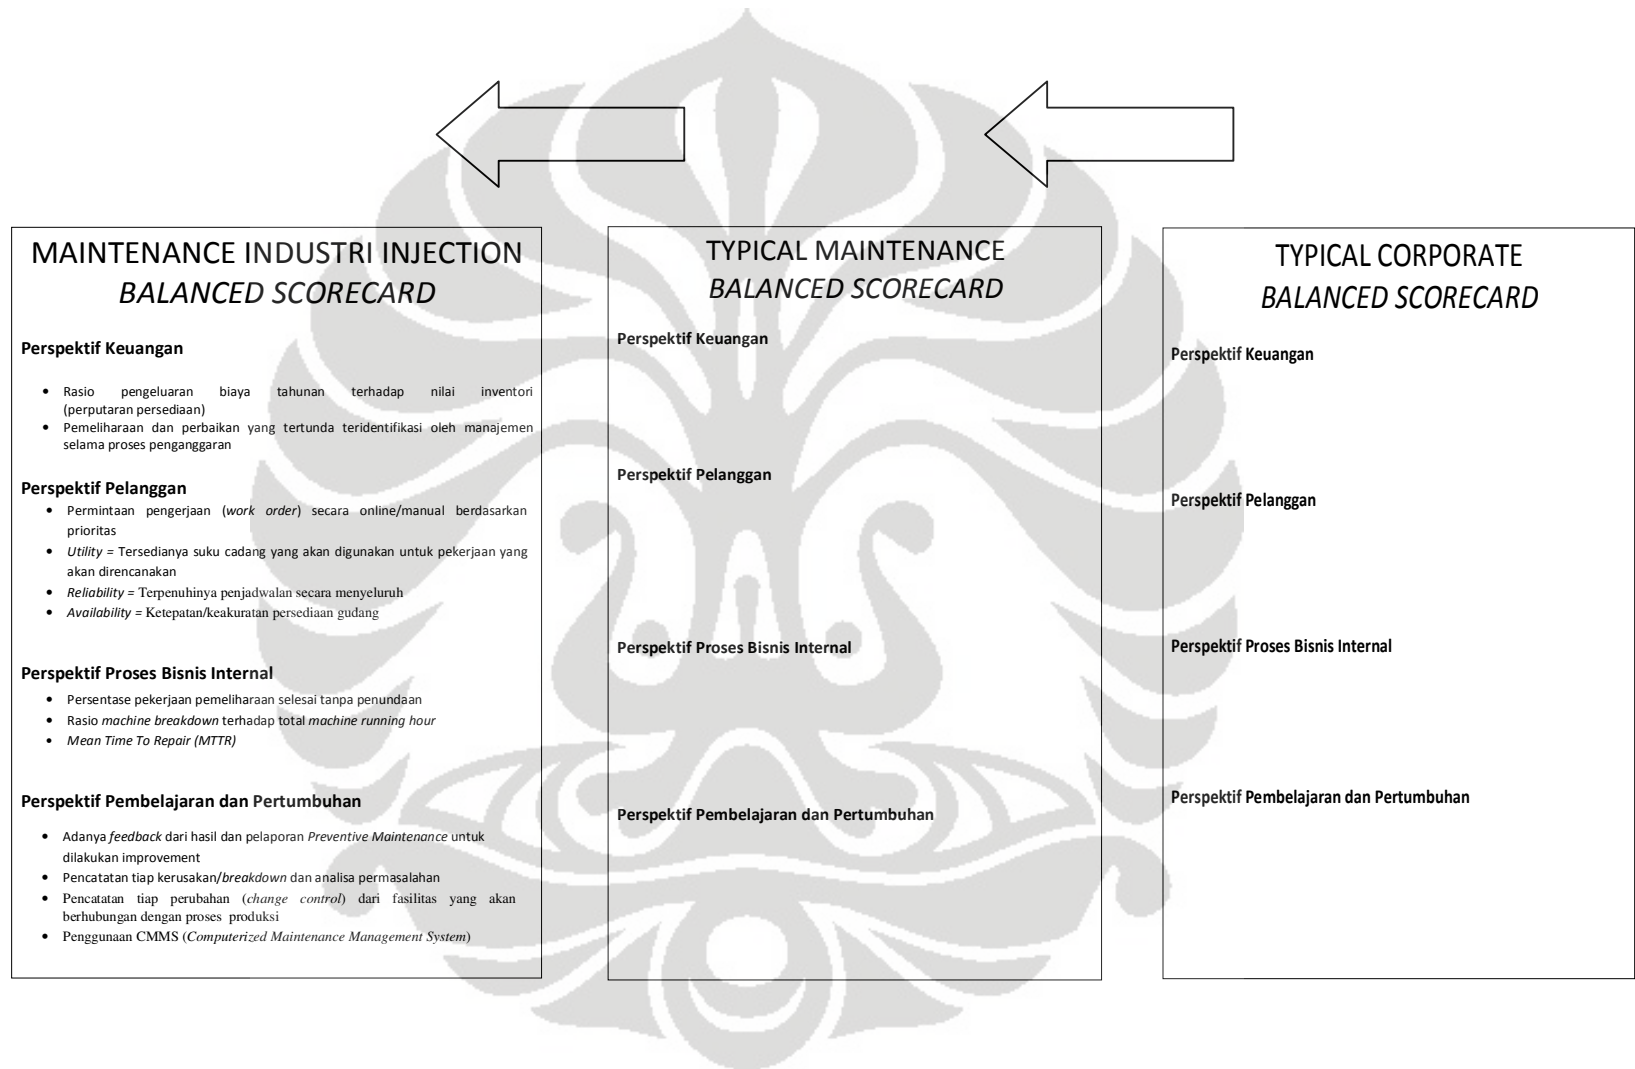 MAINTENANCE INDUSTRI INJECTION
BALANCED SCORECARD
Perspektif Keuangan
• Rasio pengeluaran biaya tahunan terhadap nilai inventori
(perputaran persediaan)
• Pemeliharaan dan perbaikan yang tertunda teridentifikasi oleh manajemen
selama proses penganggaran
Perspektif Pelanggan
• Permintaan pengerjaan (work order) secara online/manual berdasarkan
prioritas
• Utility = Tersedianya suku cadang yang akan digunakan untuk pekerjaan yang
akan direncanakan
• Reliability = Terpenuhinya penjadwalan secara menyeluruh
• Availability = Ketepatan/keakuratan persediaan gudang
Perspektif Proses Bisnis Internal
• Persentase pekerjaan pemeliharaan selesai tanpa penundaan
• Rasio machine breakdown terhadap total machine running hour
• Mean Time To Repair (MTTR)
Perspektif Pembelajaran dan Pertumbuhan
• Adanya feedback dari hasil dan pelaporan Preventive Maintenance untuk
dilakukan improvement
• Pencatatan tiap kerusakan/breakdown dan analisa permasalahan
• Pencatatan tiap perubahan (change control) dari fasilitas yang akan
berhubungan dengan proses produksi
• Penggunaan CMMS (Computerized Maintenance Management System)
TYPICAL MAINTENANCE
BALANCED SCORECARD
Perspektif Keuangan
Perspektif Pelanggan
Perspektif Proses Bisnis Internal
Perspektif Pembelajaran dan Pertumbuhan
TYPICAL CORPORATE
BALANCED SCORECARD
Perspektif Keuangan
Perspektif Pelanggan
Perspektif Proses Bisnis Internal
Perspektif Pembelajaran dan Pertumbuhan